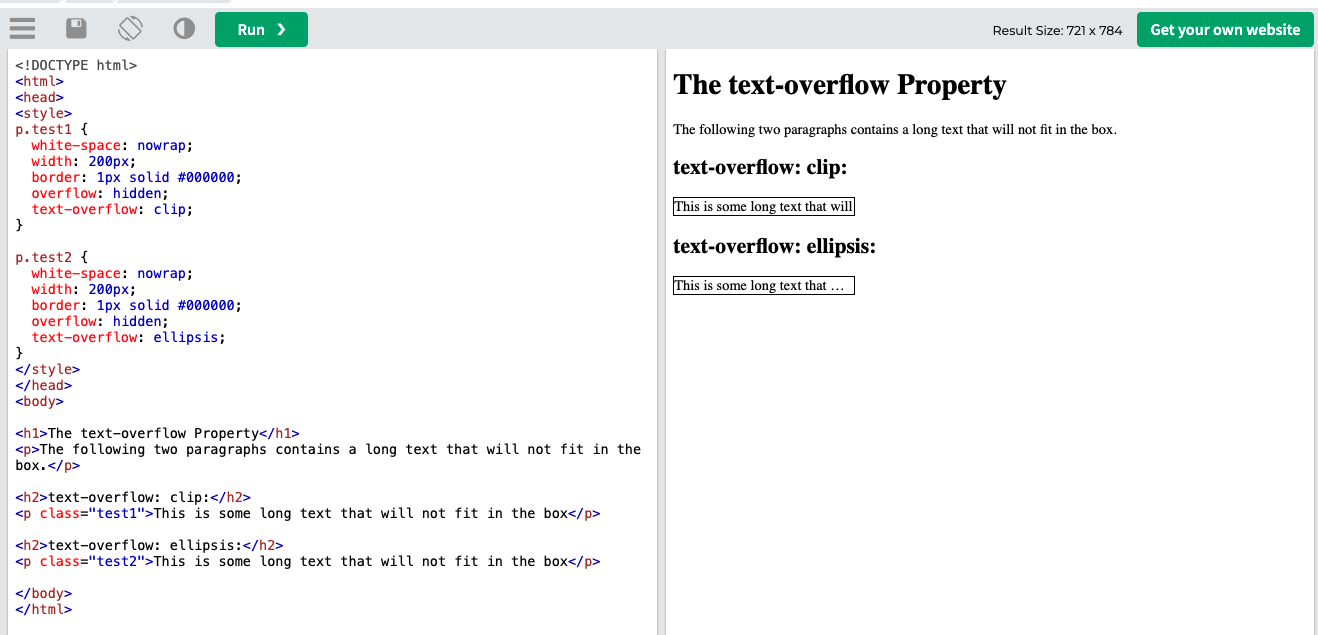 Run ❯
Result Size: 721 x 784
Get your own website
<!DOCTYPE html>
<html>
<head>
<style>
p.test1 {
  white-space: nowrap;
  width: 200px;
  border: 1px solid #000000;
  overflow: hidden;
  text-overflow: clip;
}

p.test2 {
  white-space: nowrap;
  width: 200px;
  border: 1px solid #000000;
  overflow: hidden;
  text-overflow: ellipsis;
}
</style>
</head>
<body>

<h1>The text-overflow Property</h1>
<p>The following two paragraphs contains a long text that will not fit in the
box.</p>

<h2>text-overflow: clip:</h2>
<p class="test1">This is some long text that will not fit in the box</p>

<h2>text-overflow: ellipsis:</h2>
<p class="test2">This is some long text that will not fit in the box</p>

</body>
</html>
The text-overflow Property
The following two paragraphs contains a long text that will not fit in the box.
text-overflow: clip:
This is some long text that will
text-overflow: ellipsis:
This is some long text that …